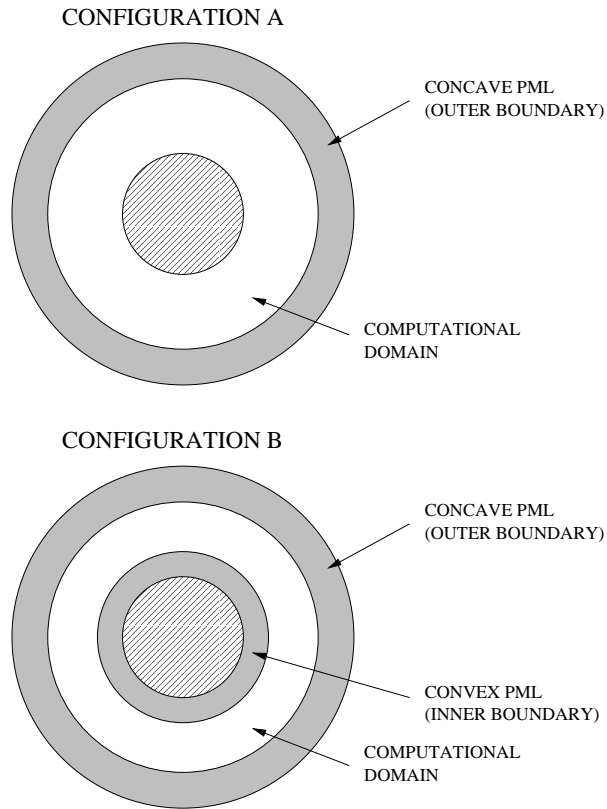 CONFIGURATION A
CONCAVE PML
(OUTER BOUNDARY)
COMPUTATIONAL
DOMAIN
CONFIGURATION B
CONCAVE PML
(OUTER BOUNDARY)
CONVEX PML
(INNER BOUNDARY)
COMPUTATIONAL
DOMAIN